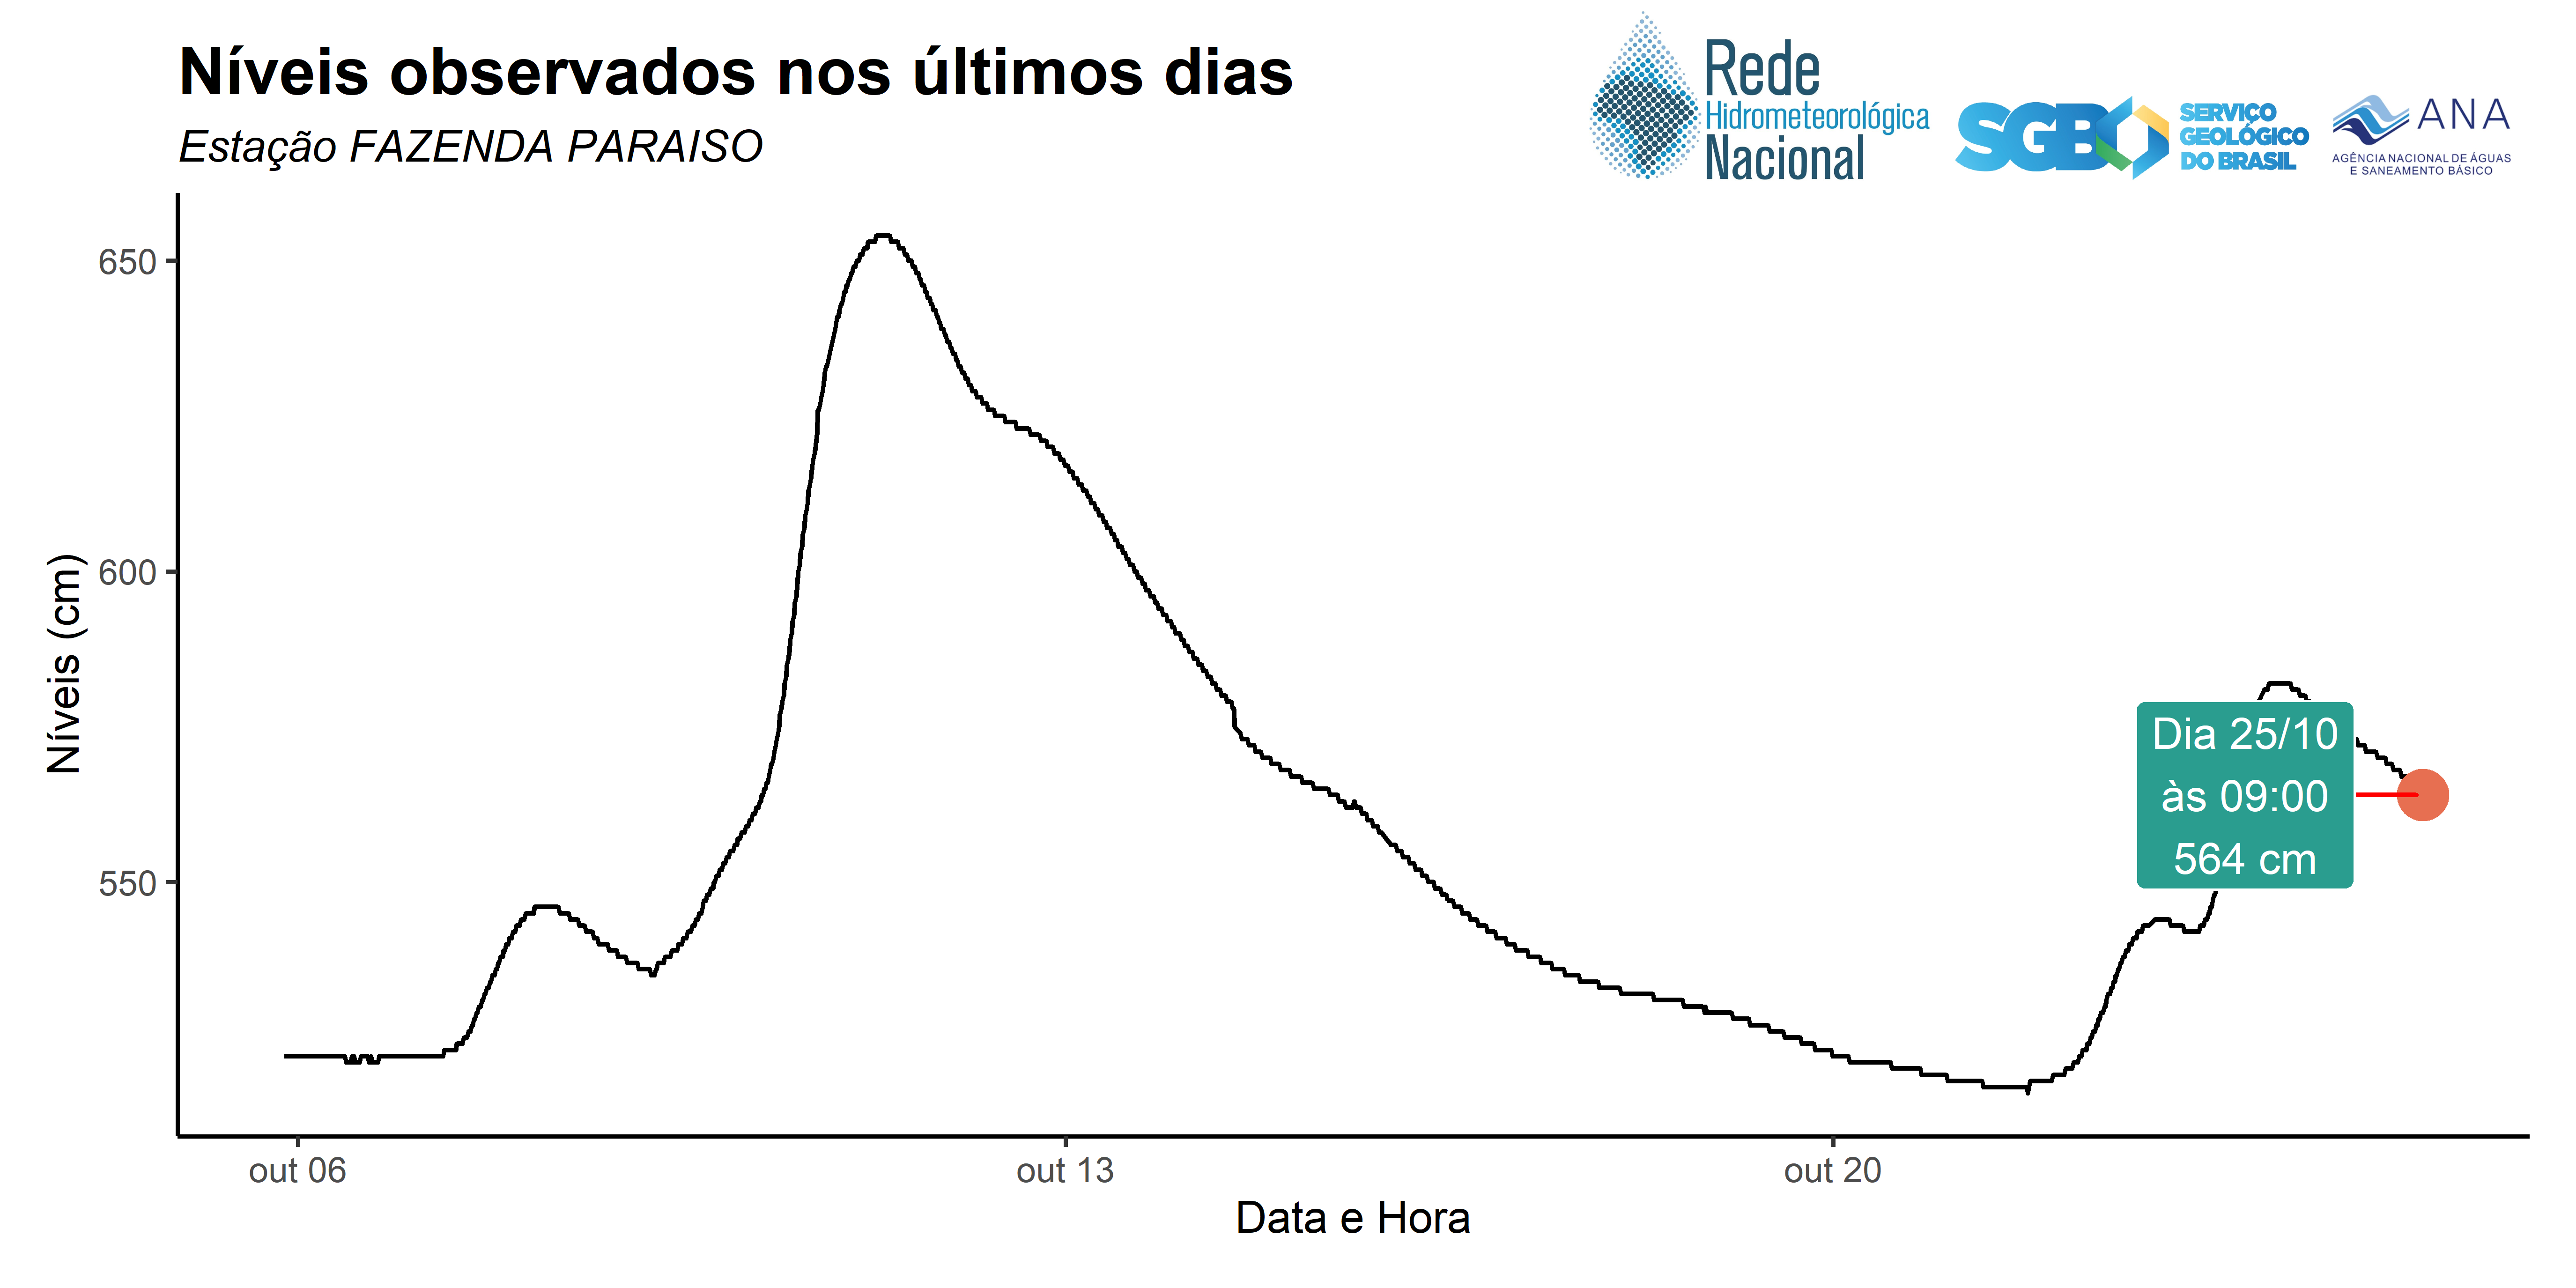 Níveis observados nos últimos dias
Estação FAZENDA PARAISO
Rede
Hidrometeorológica
Nacional
SGB
SERVIÇO
GEOLÓGICO
DO BRASIL
ANA
AGÊNCIA NACIONAL DE ÁGUAS
E SANEAMENTO BÁSICO
Níveis (cm)
650
600
550
Dia 25/10
às 09:00
564 cm
out 06
out 13
out 20
Data e Hora